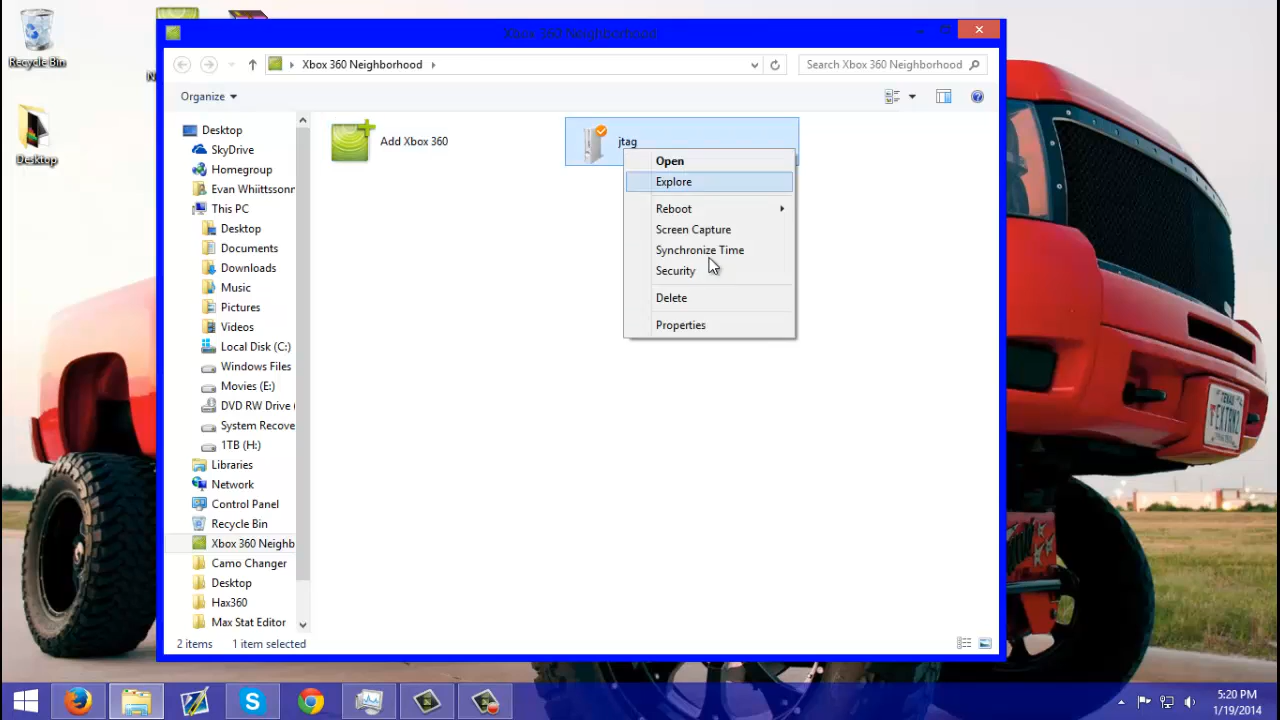 Recycle Bin
Desktop
Xbox 360 Neighborhood
Xbox 360 Neighborhood
Search Xbox 360 Neighborhood
Organize
Desktop
SkyDrive
Homegroup
Evan Whiittsonn
This PC
Desktop
Documents
Downloads
Music
Pictures
Videos
Local Disk (C:)
Windows Files
Movies (E:)
DVD RW Drive (
System Recove
1TB (H:)
Libraries
Network
Control Panel
Recycle Bin
Xbox 360 Neighb
Camo Changer
Desktop
Hax360
Max Stat Editor
Add Xbox 360
jtag
Open
Explore
Reboot
Screen Capture
Synchronize Time
Security
Delete
Properties
2 items 1 item selected
5:20 PM
1/19/2014